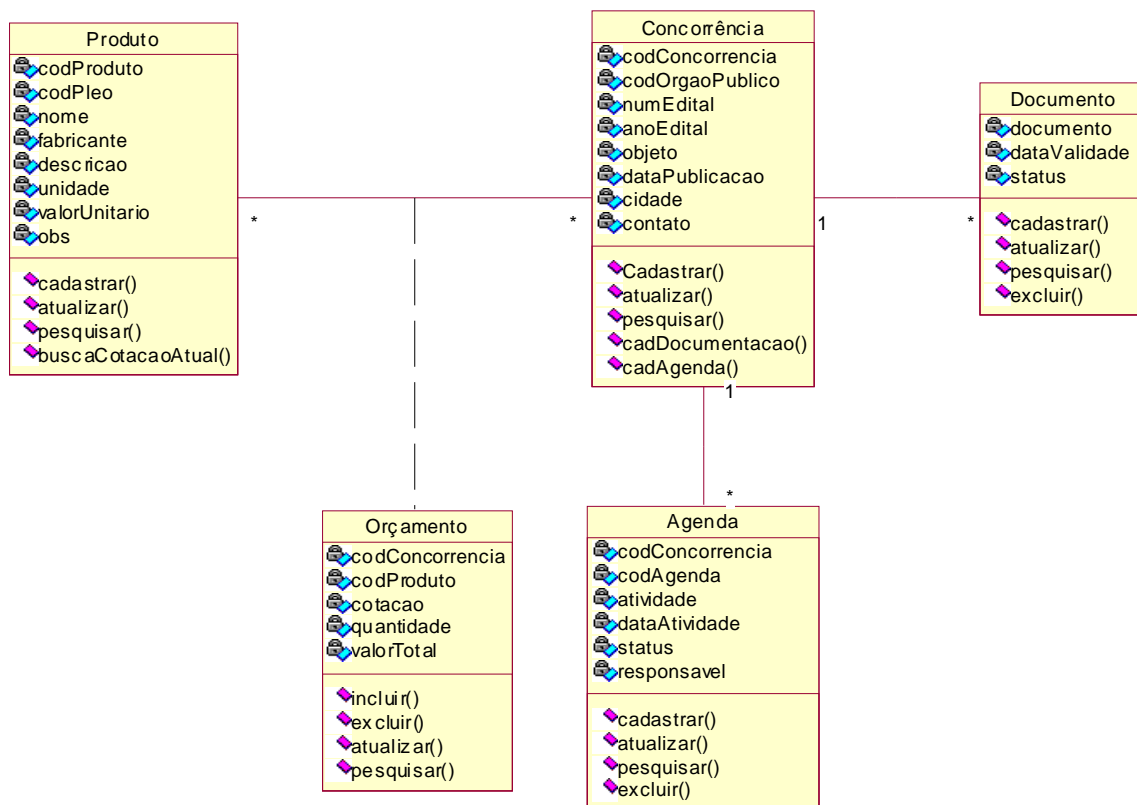 Produto
codProduto
codPleo
nome
fabricante
descricao
unidade
valorUnitario
obs
cadastrar()
atualizar()
pesquisar()
buscaCotacaoAtual()
*
*
Concorrência
codConcorrencia
codOrgaoPublico
numEdital
anoEdital
objeto
dataPublicacao
cidade
contato
Cadastrar()
atualizar()
pesquisar()
cadDocumentacao()
cadAgenda()
1
*
Documento
documento
dataValidade
status
cadastrar()
atualizar()
pesquisar()
excluir()
1
*
Orçamento
codConcorrencia
codProduto
cotacao
quantidade
valorTotal
incluir()
excluir()
atualizar()
pesquisar()
Agenda
codConcorrencia
codAgenda
atividade
dataAtividade
status
responsavel
cadastrar()
atualizar()
pesquisar()
excluir()